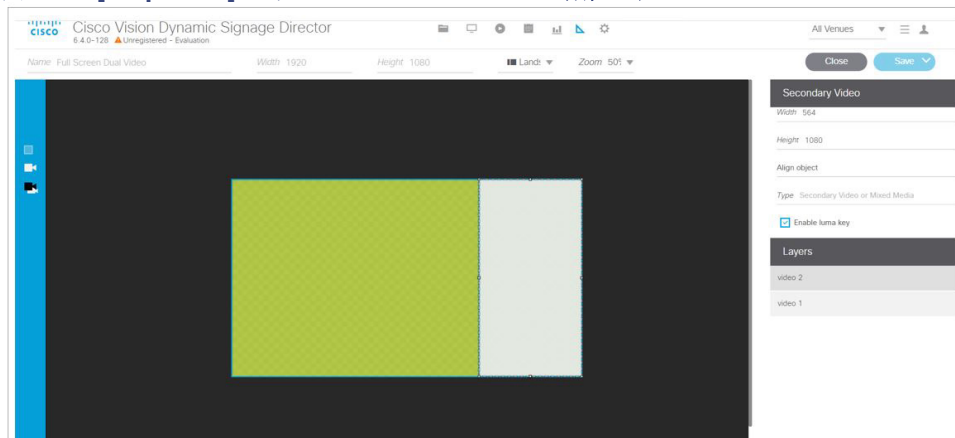 CISCO
Cisco Vision Dynamic Signage Director
6.4.0-128 Unregistered - Evaluation
All Venues
Name Full Screen Dual Video
Width 1920
Height 1080
Zoom
Close
Save
Secondary Video
Width 564
Height 1080
Align object
Type Secondary Video or Mixed Media
Enable luma key
Layers
video 2
video 1